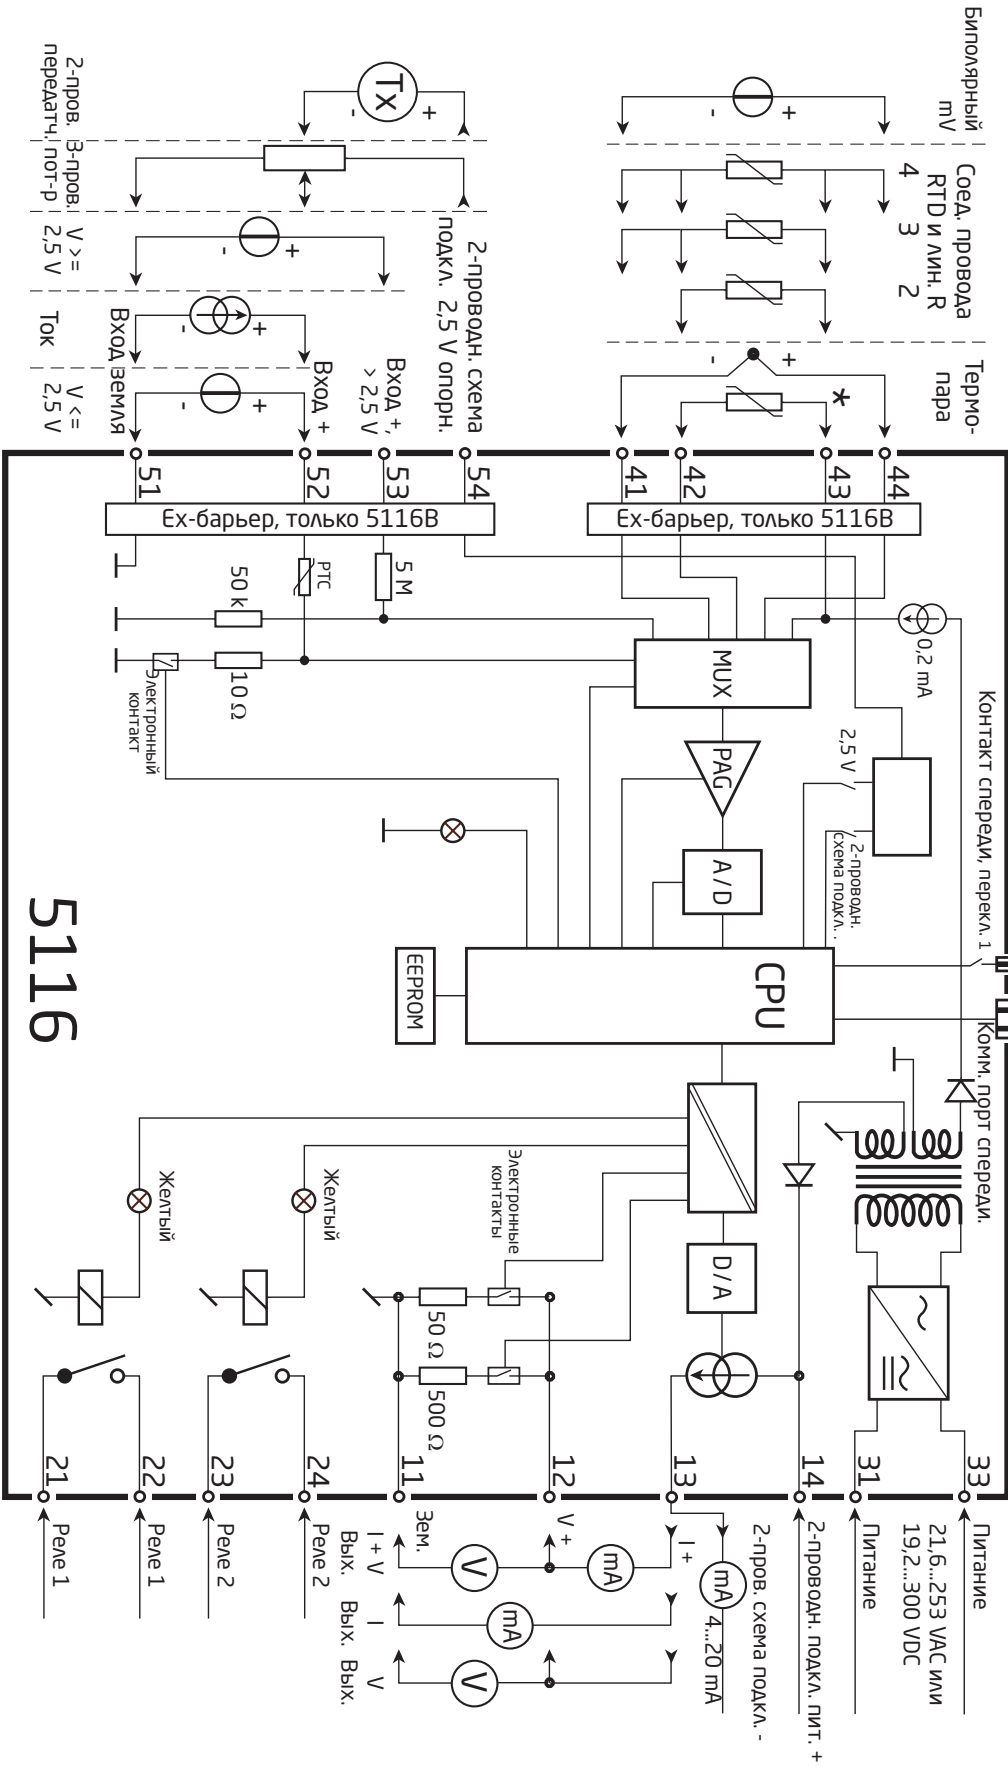 Биполярный
mV
Соед. провода
RTD и лин. R
4 3 2
Термо-
пара
+
-
+
-
*
Tx
+
-
2-пров.
передатч.
3-пров.
пот-р
V >=
2,5 V
+
-
Ток
+
-
V <=
2,5 V
+
-
2-проводн. схема
подкл. 2,5 V опорн.
Вход +,
> 2,5 V
Вход +
Вход земля
44
43
42
41
54
53
52
51
Ex-барьер, только 5116B
Ex-барьер, только 5116B
PTC
5 M
50 k
10 Ω
Электронный
контакт
0,2 mA
MUX
PAG
A/D
2,5 V
2-проводн.
схема подкл. .
Контакт спереди, перекл. 1
CPU
EEPROM
5116
Комм. порт спереди.
Электронные
контакты
Желтый
Желтый
D/A
50 Ω
500 Ω
33
31
14
13
12
11
24
23
22
21
Питание
21,6...253 VAC или
19,2...300 VDC
Питание
2-проводн. подкл. пит. +
2-пров. схема подкл. -
mA
4...20 mA
I +
V +
Зем.
mA
V
mA
V
I + V
Вых.
I
Вых.
V
Вых.
Реле 2
Реле 2
Реле 1
Реле 1